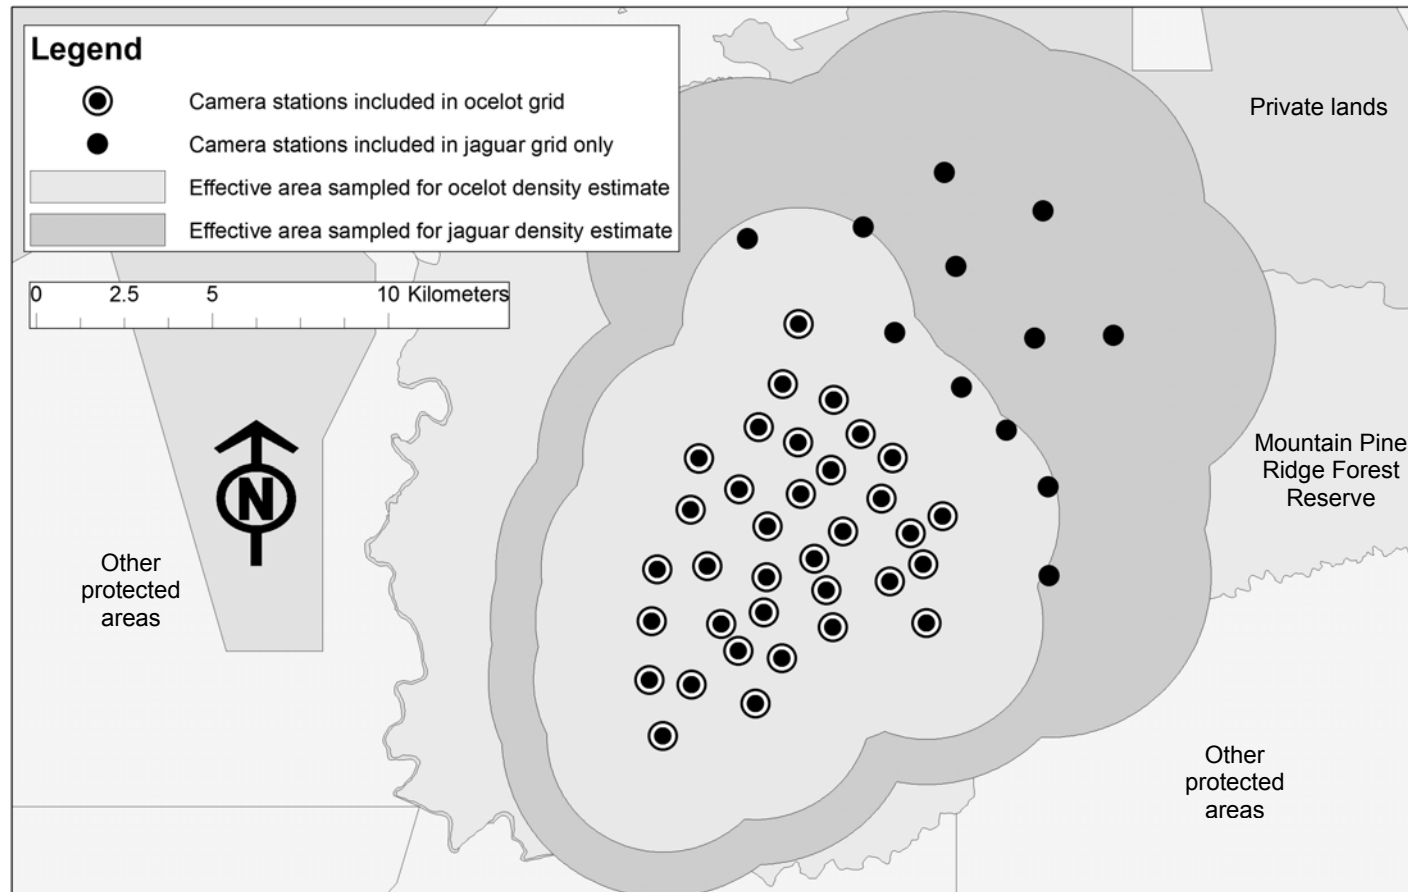 Legend
Camera stations included in ocelot grid
Camera stations included in jaguar grid only
Effective area sampled for ocelot density estimate
Effective area sampled for jaguar density estimate
0 2.5 5 10 Kilometers
N
Private lands
Mountain Pine
Ridge Forest
Reserve
Other
protected
areas
Other
protected
areas